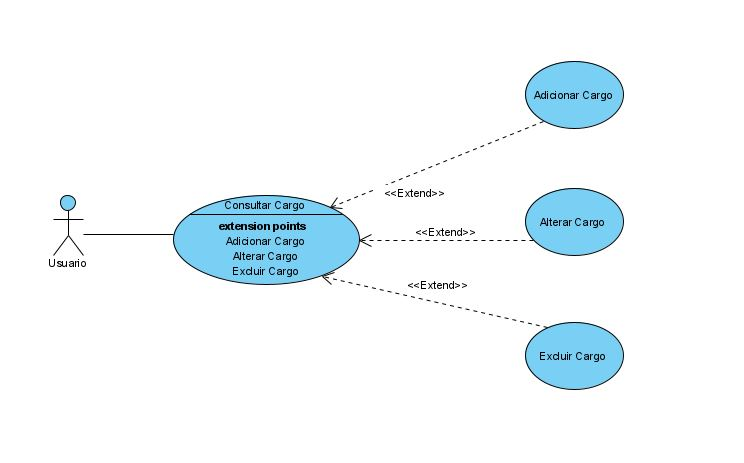 Adicionar Cargo
<<Extend>>
Consultar Cargo
extension points
Adicionar Cargo
Alterar Cargo
Excluir Cargo
Alterar Cargo
<<Extend>>
Usuario
<<Extend>>
Excluir Cargo